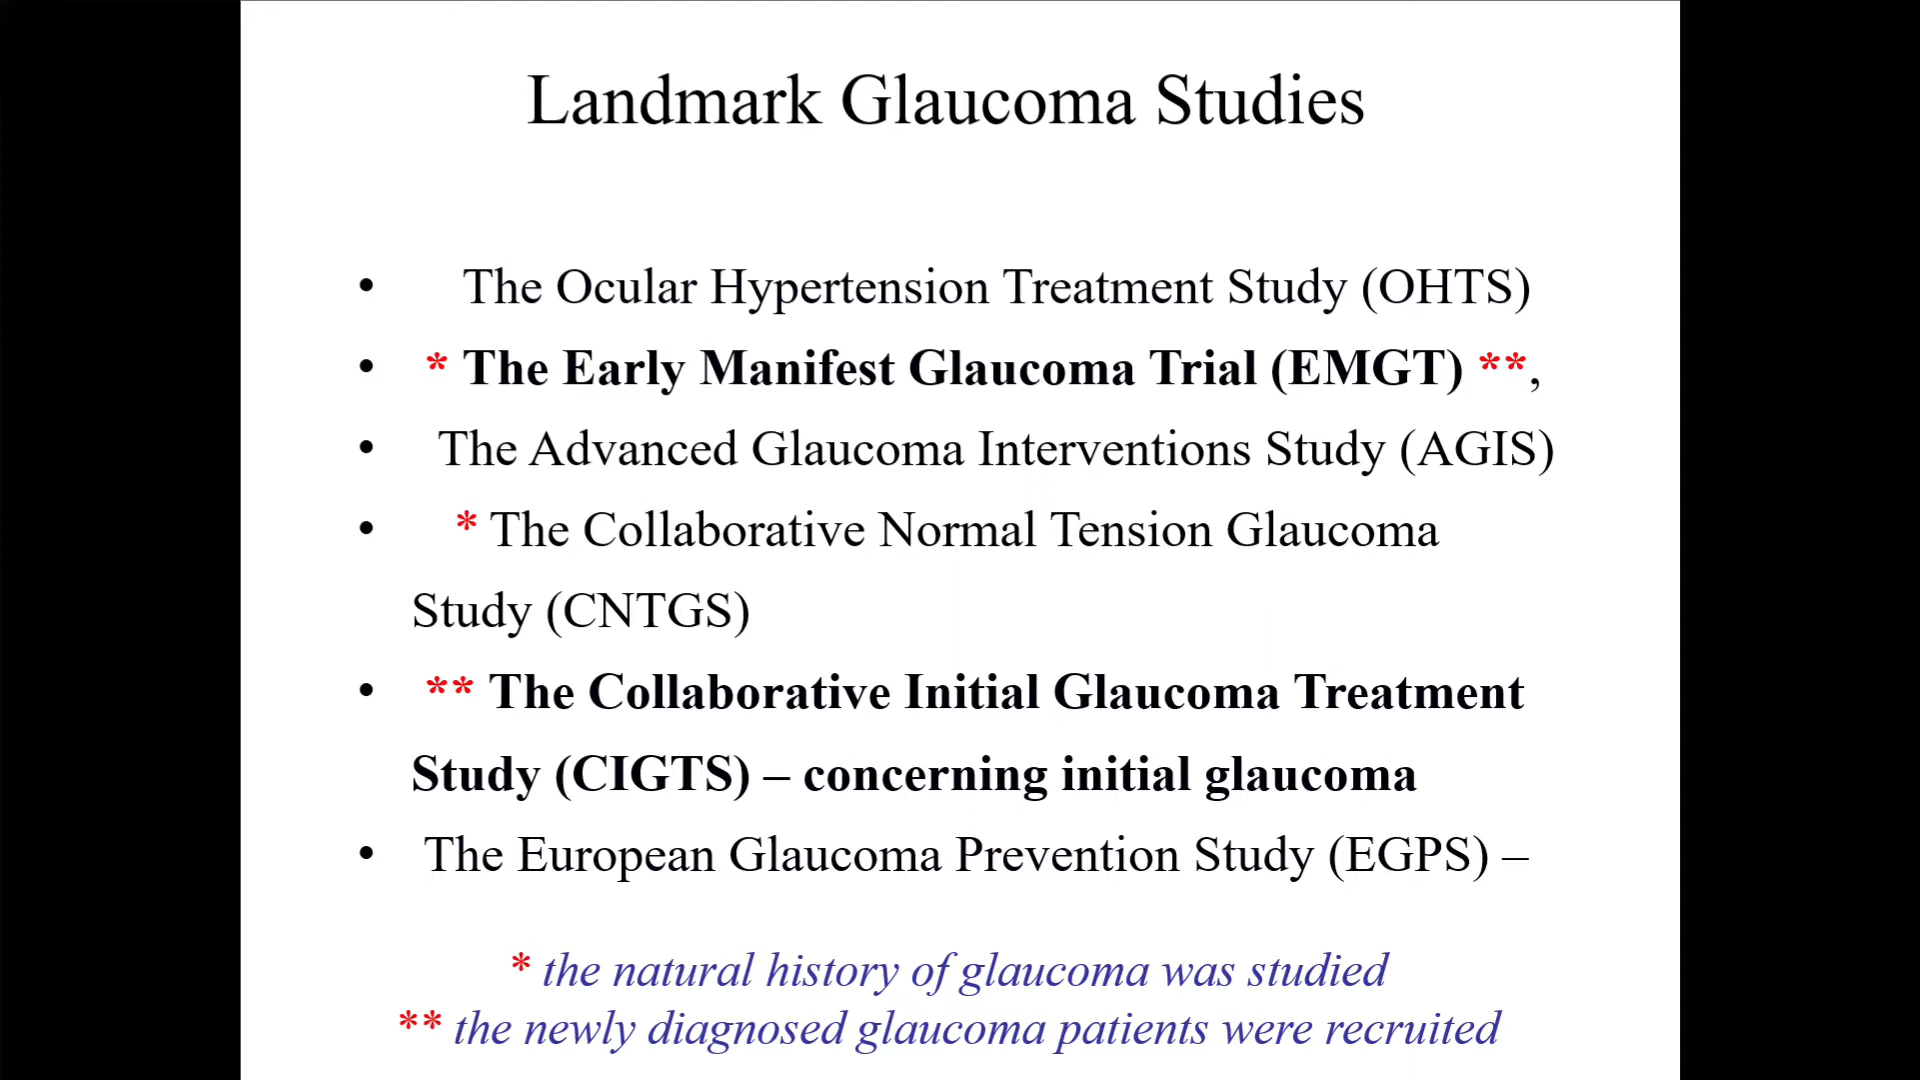 Landmark Glaucoma Studies
• The Ocular Hypertension Treatment Study (OHTS)
• * The Early Manifest Glaucoma Trial (EMGT) **,
• The Advanced Glaucoma Interventions Study (AGIS)
• * The Collaborative Normal Tension Glaucoma
Study (CNTGS)
• ** The Collaborative Initial Glaucoma Treatment
Study (CIGTS) – concerning initial glaucoma
• The European Glaucoma Prevention Study (EGPS) –
* the natural history of glaucoma was studied
** the newly diagnosed glaucoma patients were recruited